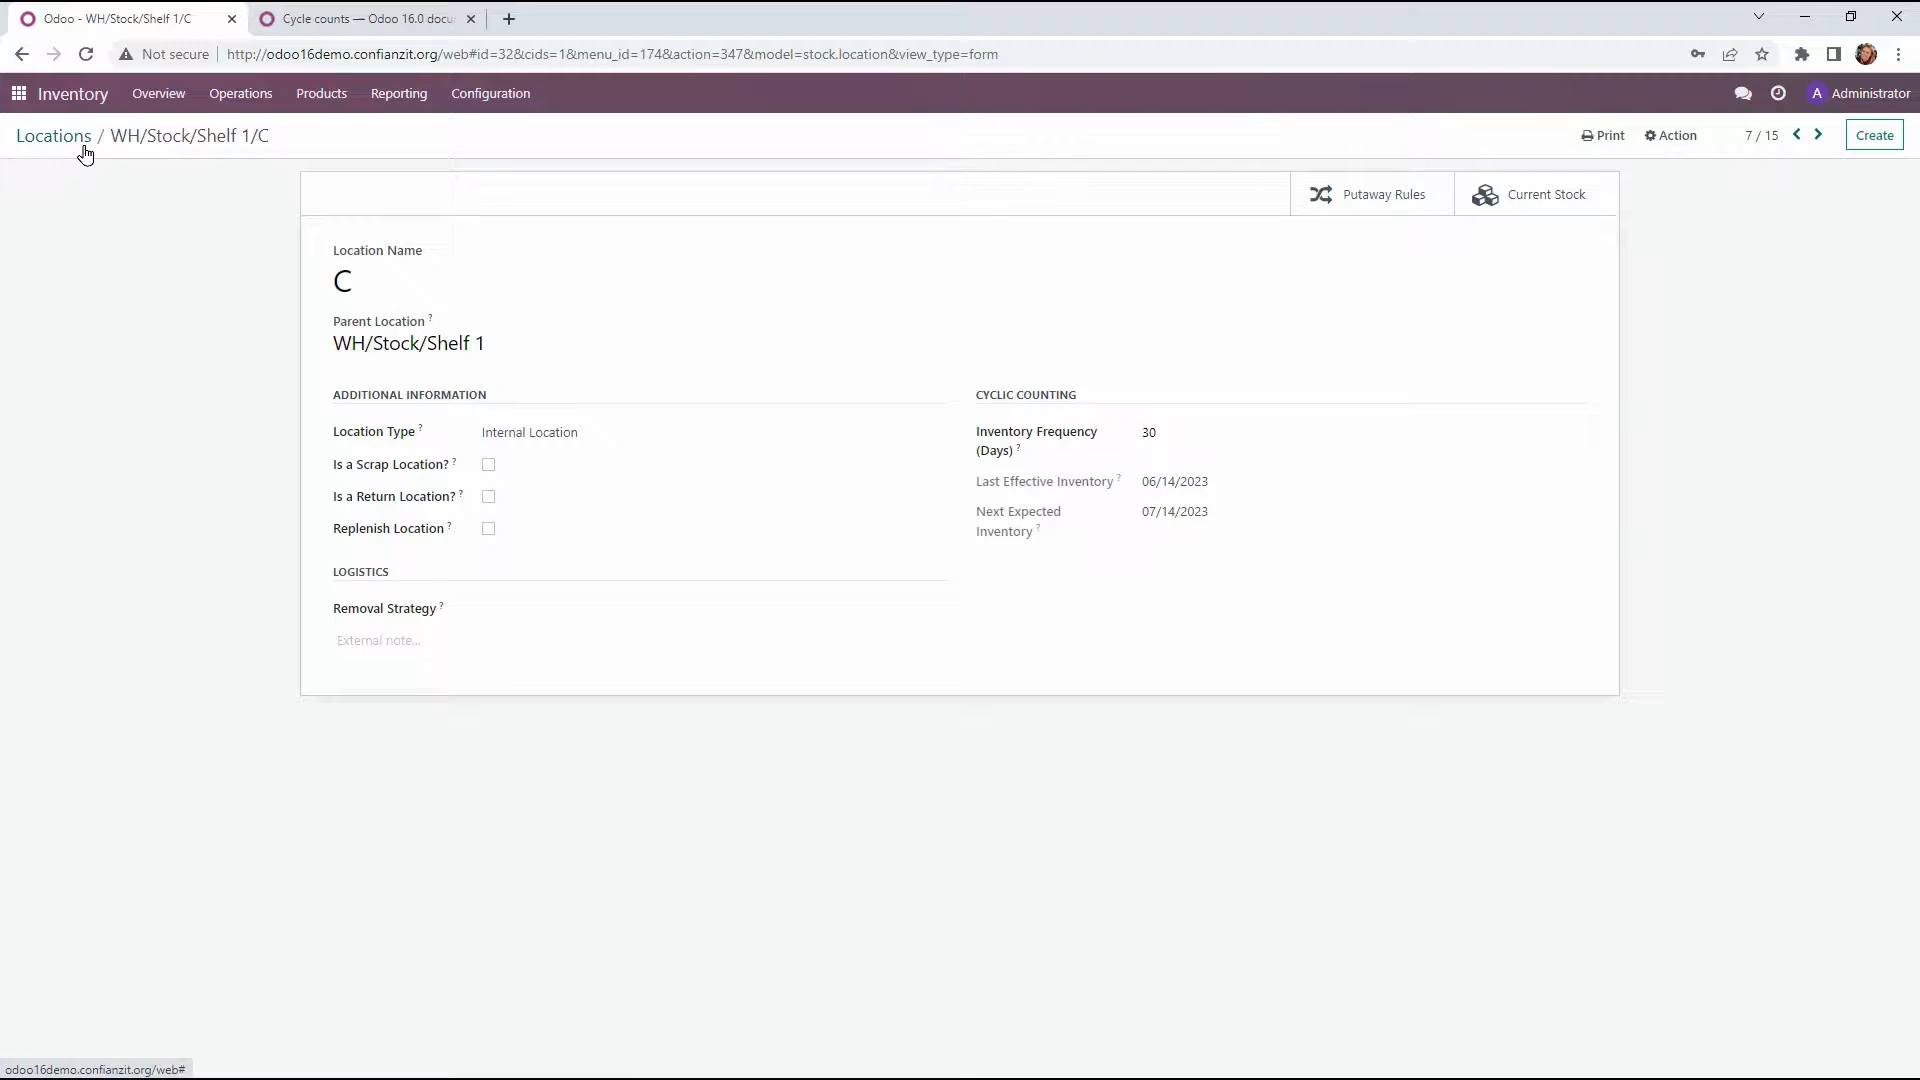 Odoo - WH/Stock/Shelf 1/C
Cycle counts — Odoo 16.0 docu
Not secure
http://odoo16demo.confianzit.org/web#id=32&cids=1&menu_id=174&action=347&model=stock.location&view_type=form
Inventory
Overview
Operations
Products
Reporting
Configuration
A Administrator
Locations / WH/Stock/Shelf 1/C
Print
Action
7 / 15
Create
Putaway Rules
Current Stock
Location Name
C
Parent Location ?
WH/Stock/Shelf 1
ADDITIONAL INFORMATION
Location Type ? Internal Location
Is a Scrap Location? ?
Is a Return Location? ?
Replenish Location ?
LOGISTICS
Removal Strategy ?
External note...
CYCLIC COUNTING
Inventory Frequency (Days) ? 30
Last Effective Inventory ? 06/14/2023
Next Expected Inventory ? 07/14/2023
odoo16demo.confianzit.org/web#